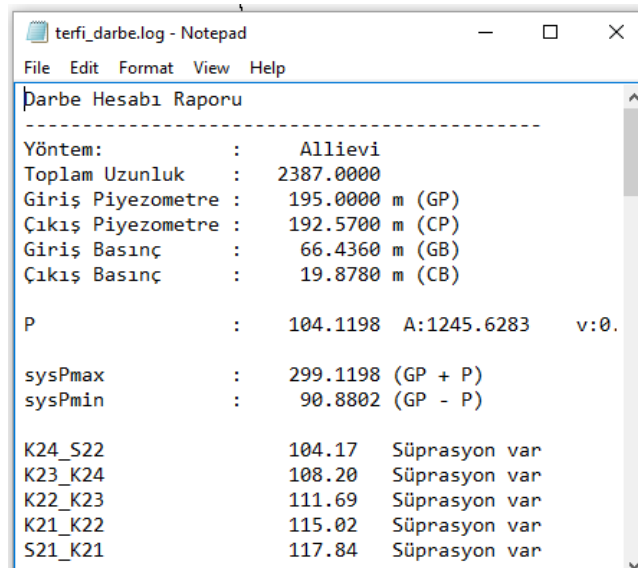 terfi_darbe.log - Notepad
File Edit Format View Help
Darbe Hesabı Raporu
--------------------------------------------
Yöntem: : Allievi
Toplam Uzunluk : 2387.0000
Giriş Piyezometre : 195.0000 m (GP)
Çıkış Piyezometre : 192.5700 m (CP)
Giriş Basınç : 66.4360 m (GB)
Çıkış Basınç : 19.8780 m (CB)
P : 104.1198 A:1245.6283 v:0.
sysPmax : 299.1198 (GP + P)
sysPmin : 90.8802 (GP - P)
K24_S22 104.17 Süprasyon var
K23_K24 108.20 Süprasyon var
K22_K23 111.69 Süprasyon var
K21_K22 115.02 Süprasyon var
S21_K21 117.84 Süprasyon var